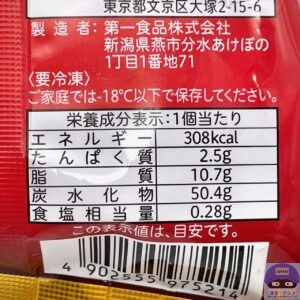 東京都文京区大塚2-15-6
製造者:第一食品株式会社
新潟県燕市分水あけぼの
1丁目1番地71
〈要冷凍〉
ご家庭では-18℃以下で保存してください。
栄養成分表示:1個当たり
エネルギー 308kcal
たんぱく質 2.5g
脂質 10.7g
炭水化物 50.4g
食塩相当量 0.28g
この表示値は、目安です。
4 902555 975214